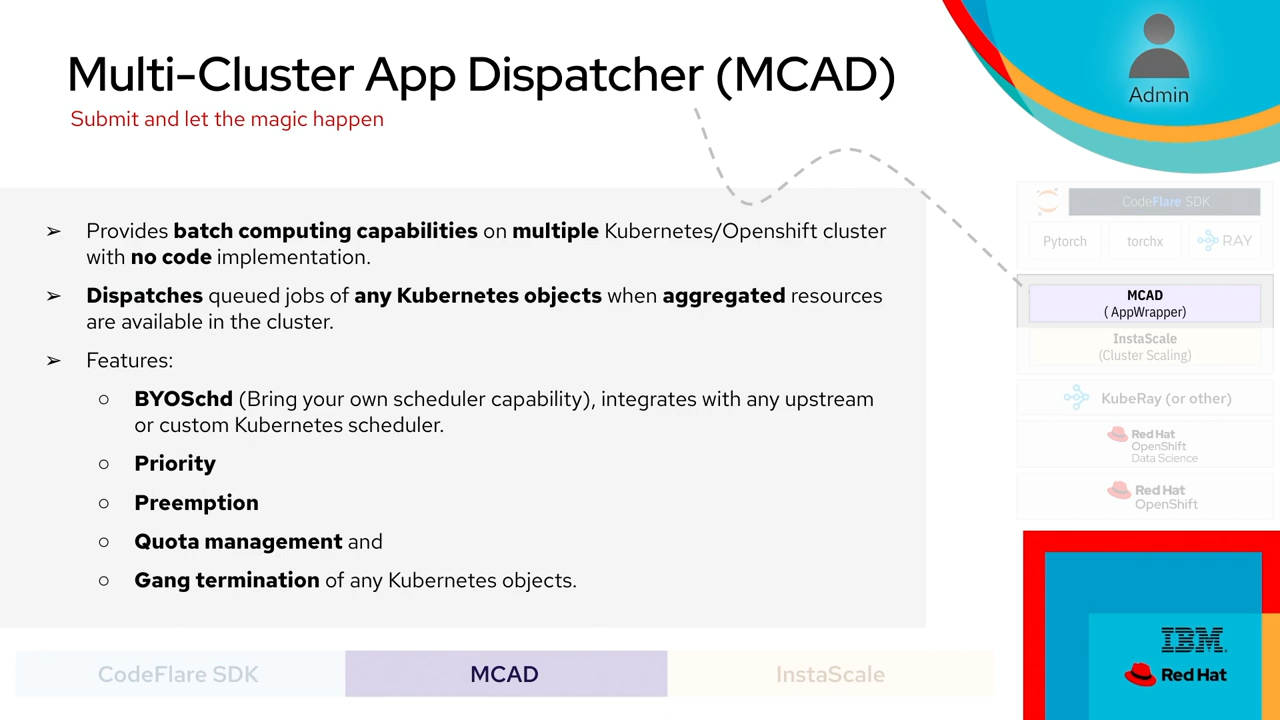 Multi-Cluster App Dispatcher (MCAD)
Submit and let the magic happen
Admin
➢ Provides batch computing capabilities on multiple Kubernetes/Openshift cluster
with no code implementation.
➢ Dispatches queued jobs of any Kubernetes objects when aggregated resources
are available in the cluster.
➢ Features:
○ BYOSchd (Bring your own scheduler capability), integrates with any upstream
or custom Kubernetes scheduler.
○ Priority
○ Preemption
○ Quota management and
○ Gang termination of any Kubernetes objects.
CodeFlare SDK
Pytorch
torchx
RAY
MCAD
( AppWrapper)
InstaScale
(Cluster Scaling)
KubeRay (or other)
Red Hat
OpenShift
Data Science
Red Hat
OpenShift
IBM®
Red Hat
CodeFlare SDK
MCAD
InstaScale